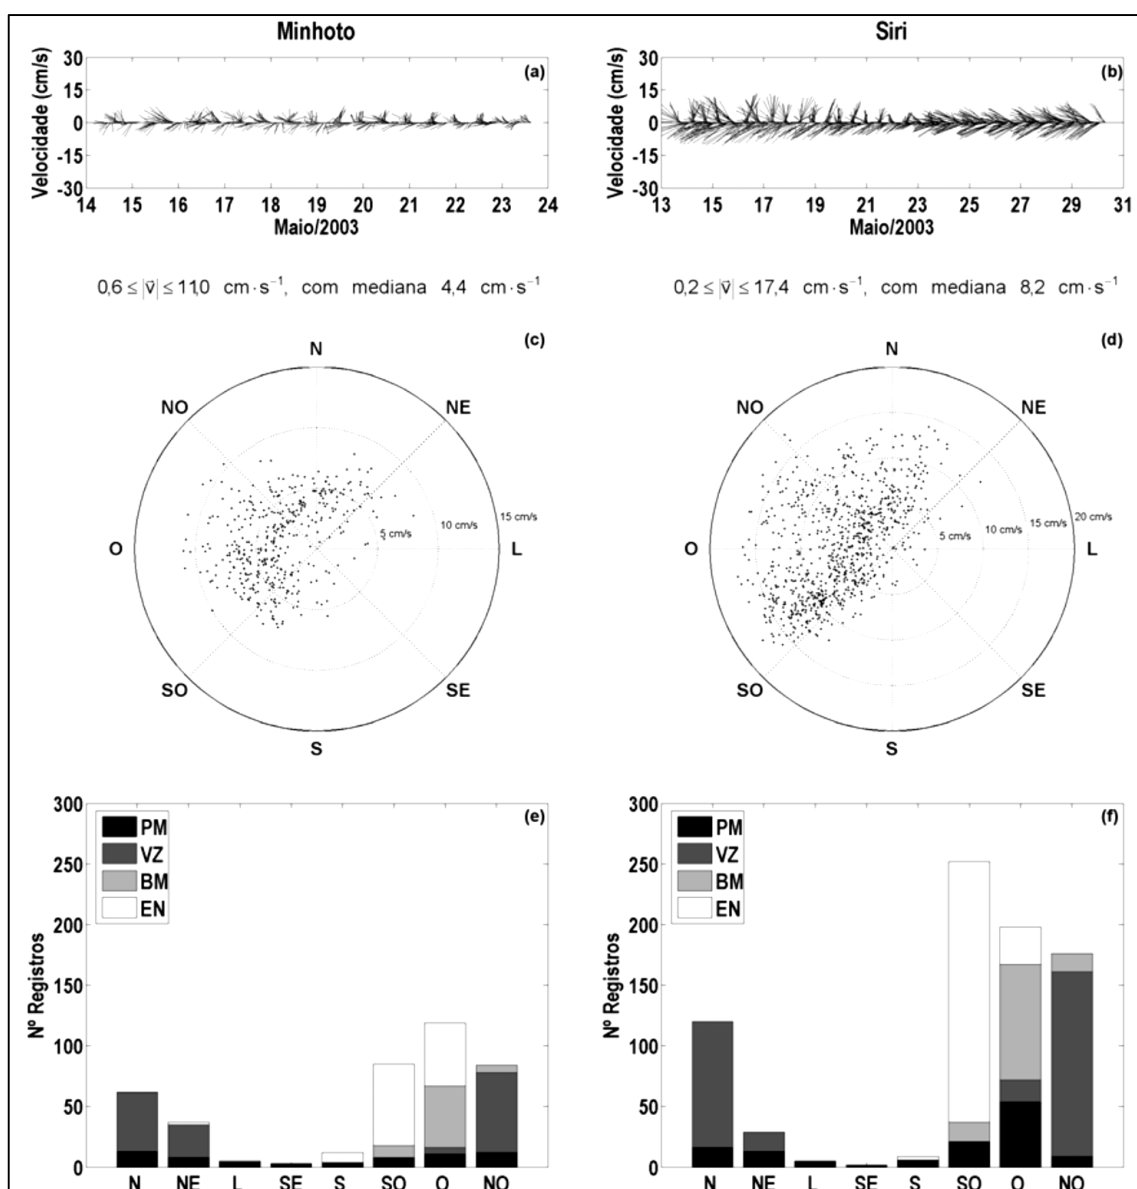 Minhoto
Siri
Velocidade (cm/s)
30
15
0
-15
-30
(a)
14 15 16 17 18 19 20 21 22 23 24
Maio/2003
Velocidade (cm/s)
30
15
0
-15
-30
(b)
13 15 17 19 21 23 25 27 29 31
Maio/2003
0,6 ≤ |v⃗| ≤ 11,0 cm·s⁻¹, com mediana 4,4 cm·s⁻¹
0,2 ≤ |v⃗| ≤ 17,4 cm·s⁻¹, com mediana 8,2 cm·s⁻¹
(c)
N
NO
NE
O
5 cm/s
10 cm/s
15 cm/s
L
SO
SE
S
(d)
N
NO
NE
O
5 cm/s
10 cm/s
15 cm/s
20 cm/s
L
SO
SE
S
(e)
PM
VZ
BM
EN
Nº Registros
300
250
200
150
100
50
0
N NE L SE S SO O NO
(f)
PM
VZ
BM
EN
Nº Registros
300
250
200
150
100
50
0
N NE L SE S SO O NO